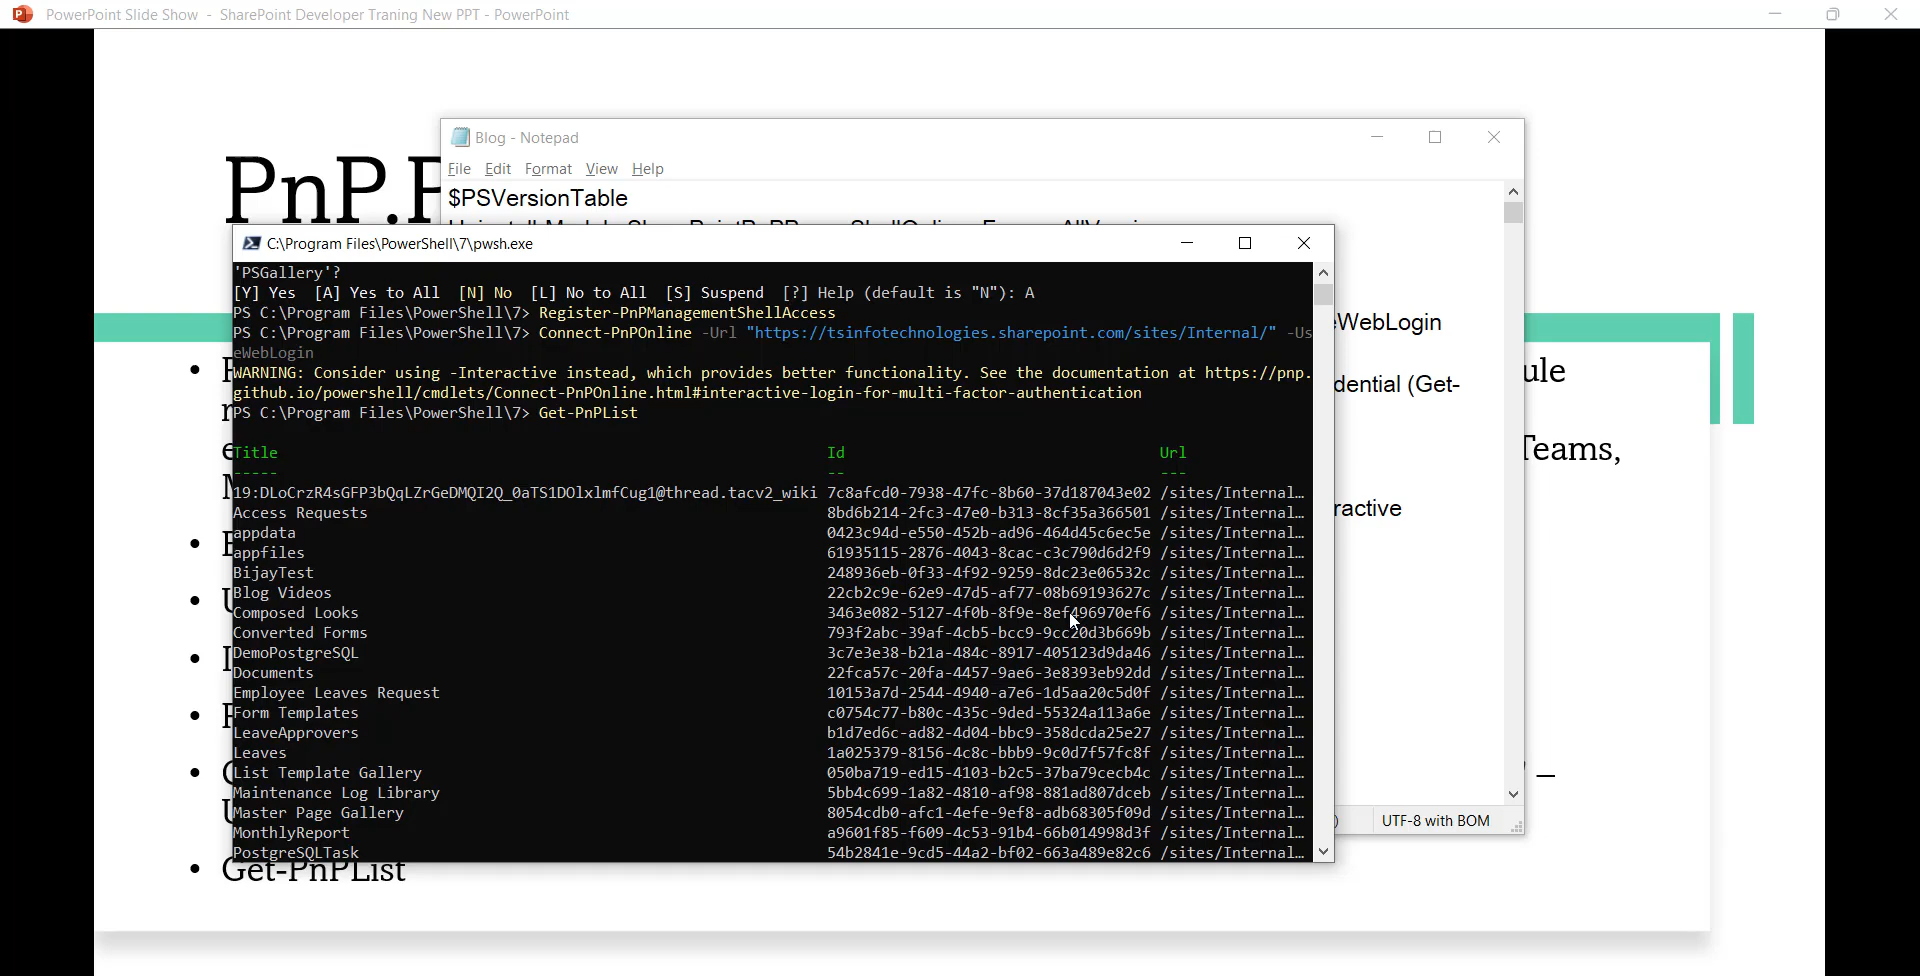 PowerPoint Slide Show - SharePoint Developer Traning New PPT - PowerPoint
PnP.P
Blog - Notepad
File Edit Format View Help
$PSVersionTable
WebLogin
dential (Get-
ractive
UTF-8 with BOM
C:\Program Files\PowerShell\7\pwsh.exe
'PSGallery'?
[Y] Yes [A] Yes to All [N] No [L] No to All [S] Suspend [?] Help (default is "N"): A
PS C:\Program Files\PowerShell\7> Register-PnPManagementShellAccess
PS C:\Program Files\PowerShell\7> Connect-PnPOnline -Url "https://tsinfotechnologies.sharepoint.com/sites/Internal/" -Us
eWebLogin
WARNING: Consider using -Interactive instead, which provides better functionality. See the documentation at https://pnp.
github.io/powershell/cmdlets/Connect-PnPOnline.html#interactive-login-for-multi-factor-authentication
PS C:\Program Files\PowerShell\7> Get-PnPList
Title Id Url
----- -- ---
19:DLoCrzR4sGFP3bQqLZrGeDMQI2Q_0aTS1DOlxlmfCug1@thread.tacv2_wiki 7c8afcd0-7938-47fc-8b60-37d187043e02 /sites/Internal…
Access Requests 8bd6b214-2fc3-47e0-b313-8cf35a366501 /sites/Internal…
appdata 0423c94d-e550-452b-ad96-464d45c6ec5e /sites/Internal…
appfiles 61935115-2876-4043-8cac-c3c790d6d2f9 /sites/Internal…
BijayTest 248936eb-0f33-4f92-9259-8dc23e06532c /sites/Internal…
Blog Videos 22cb2c9e-62e9-47d5-af77-08b69193627c /sites/Internal…
Composed Looks 3463e082-5127-4f0b-8f9e-8ef496970ef6 /sites/Internal…
Converted Forms 793f2abc-39af-4cb5-bcc9-9cc20d3b669b /sites/Internal…
DemoPostgreSQL 3c7e3e38-b21a-484c-8917-405123d9da46 /sites/Internal…
Documents 22fca57c-20fa-4457-9ae6-3e8393eb92dd /sites/Internal…
Employee Leaves Request 10153a7d-2544-4940-a7e6-1d5aa20c5d0f /sites/Internal…
Form Templates c0754c77-b80c-435c-9ded-55324a113a6e /sites/Internal…
LeaveApprovers b1d7ed6c-ad82-4d04-bbc9-358dcda25e27 /sites/Internal…
Leaves 1a025379-8156-4c8c-bbb9-9c0d7f57fc8f /sites/Internal…
List Template Gallery 050ba719-ed15-4103-b2c5-37ba79cecb4c /sites/Internal…
Maintenance Log Library 5bb4c699-1a82-4810-af98-881ad807dceb /sites/Internal…
Master Page Gallery 8054cdb0-afc1-4efe-9ef8-adb68305f09d /sites/Internal…
MonthlyReport a9601f85-f609-4c53-91b4-66b014998d3f /sites/Internal…
PostgreSQLTask 54b2841e-9cd5-44a2-bf02-663a489e82c6 /sites/Internal…
ule
Teams,
• Get-PnPList